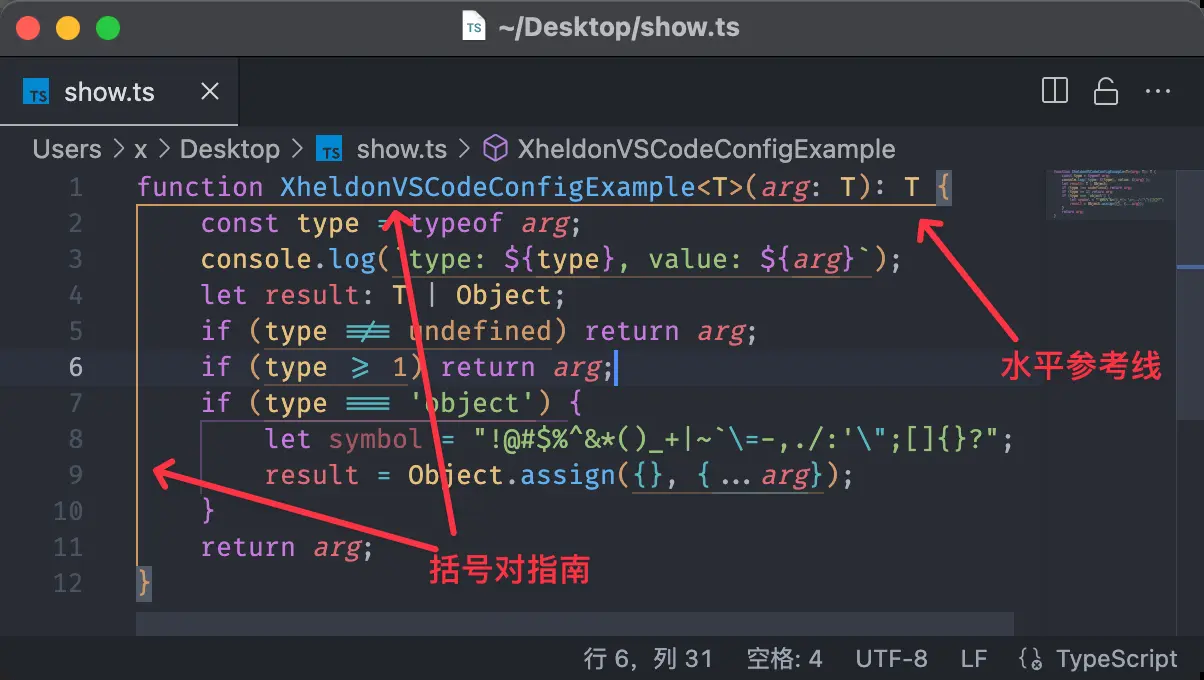 ~/Desktop/show.ts
TS show.ts
Users > x > Desktop > TS show.ts > XheldonVSCodeConfigExample
1 function XheldonVSCodeConfigExample<T>(arg: T): T {
2 const type = typeof arg;
3 console.log(`type: ${type}, value: ${arg}`);
4 let result: T | Object;
5 if (type !== undefined) return arg;
6 if (type >= 1) return arg;
水平参考线
7 if (type === 'object') {
8 let symbol = "!@#$%^&*()_+|~`\=-,./:'\";[]{}?";
9 result = Object.assign({}, {...arg});
10 }
11 return arg;
括号对指南
12 }
行 6，列 31 空格: 4 UTF-8 LF TypeScript